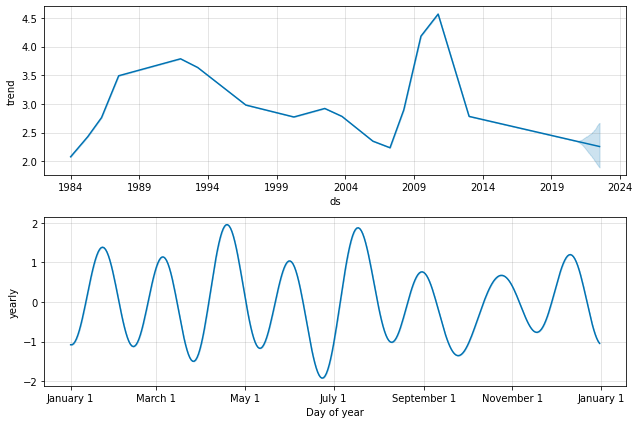 4.5
4.0
3.5
3.0
2.5
2.0
trend
1984 1989 1994 1999 2004 2009 2014 2019 2024
ds
2
1
0
−1
−2
yearly
January 1 March 1 May 1 July 1 September 1 November 1 January 1
Day of year